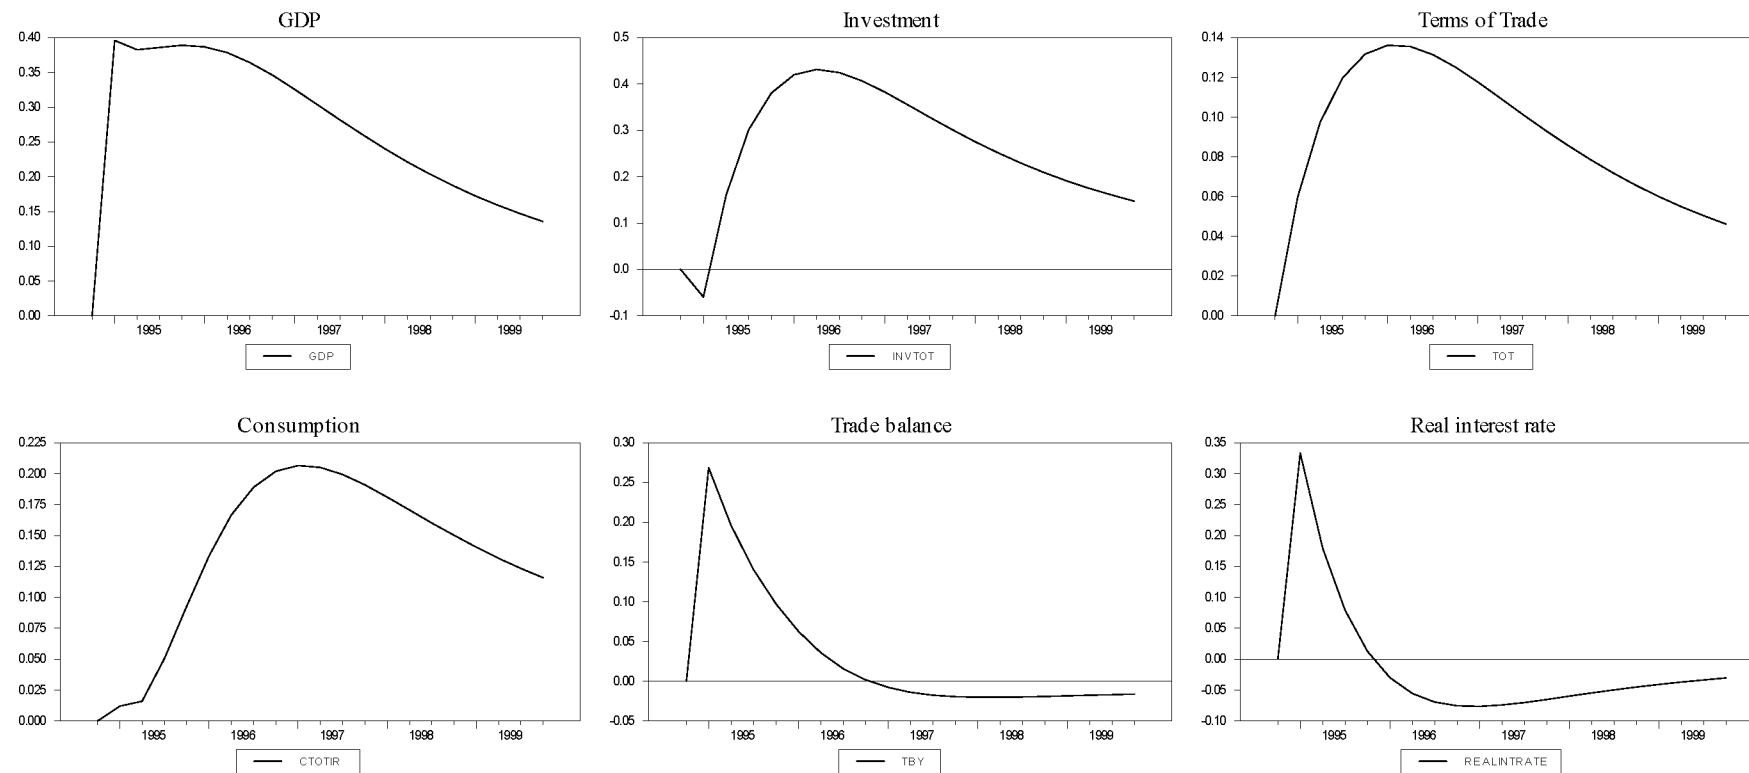 GDP
0.40
0.35
0.30
0.25
0.20
0.15
0.10
0.05
0.00
1995 1996 1997 1998 1999
GDP
Investment
0.5
0.4
0.3
0.2
0.1
0.0
-0.1
1995 1996 1997 1998 1999
INVTOT
Terms of Trade
0.14
0.12
0.10
0.08
0.06
0.04
0.02
0.00
1995 1996 1997 1998 1999
TOT
Consumption
0.225
0.200
0.175
0.150
0.125
0.100
0.075
0.050
0.025
0.000
1995 1996 1997 1998 1999
CTOTIR
Trade balance
0.30
0.25
0.20
0.15
0.10
0.05
0.00
-0.05
1995 1996 1997 1998 1999
TBY
Real interest rate
0.35
0.30
0.25
0.20
0.15
0.10
0.05
0.00
-0.05
-0.10
1995 1996 1997 1998 1999
REALINTRATE